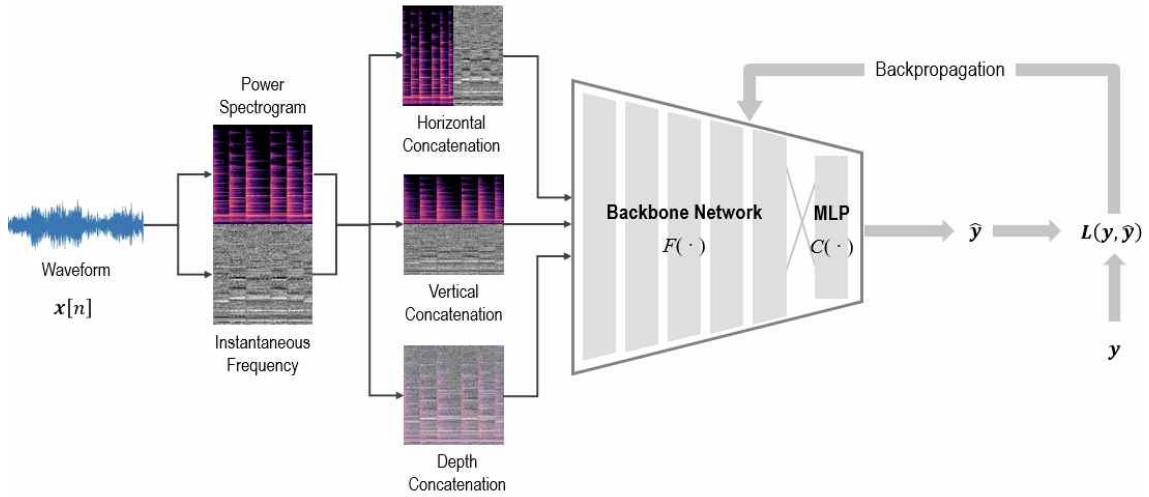 Waveform
x[n]
Power
Spectrogram
Instantaneous
Frequency
Horizontal
Concatenation
Vertical
Concatenation
Depth
Concatenation
Backbone Network
F( · )
MLP
C( · )
Backpropagation
ŷ
L(y, ŷ)
y